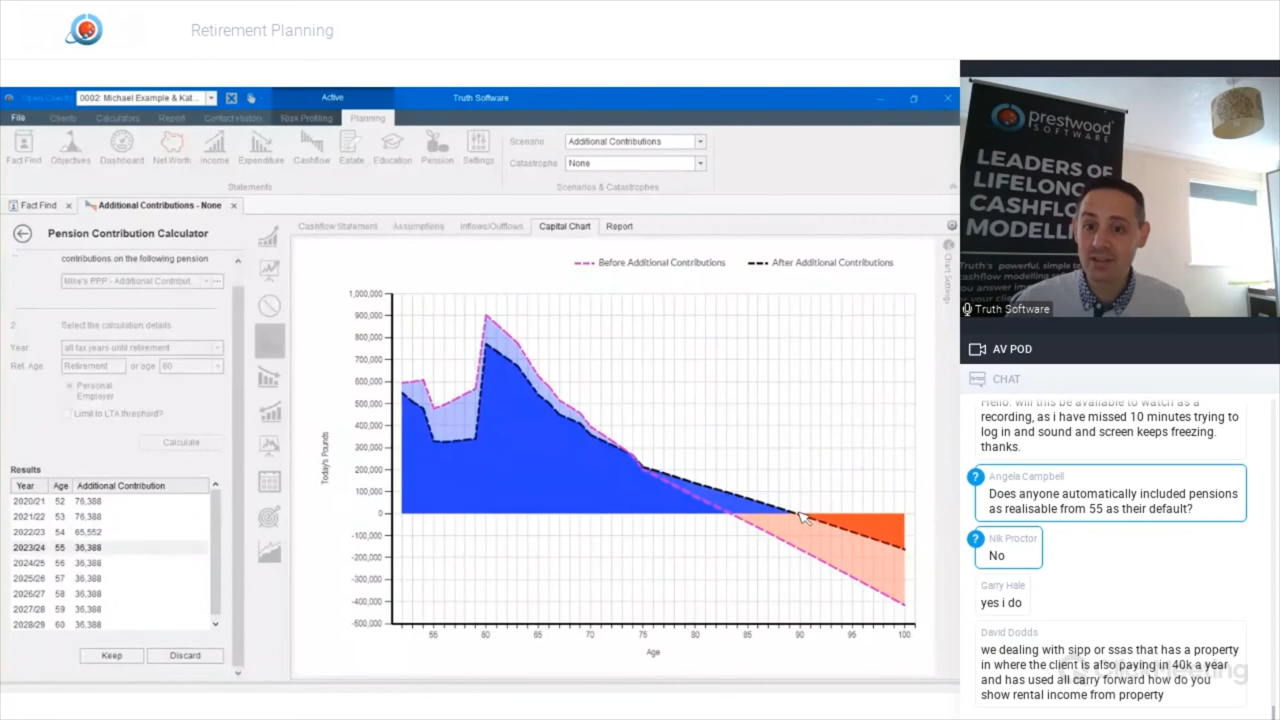 Retirement Planning
0002: Michael Example & Kat...
Active
Truth Software
File
Clients
Calculators
Report
Contact History
Risk Profiling
Planning
Fact Find
Objectives
Dashboard
Net Worth
Income
Expenditure
Cashflow
Estate
Education
Pension
Settings
Statements
Scenario
Additional Contributions
Catastrophe
None
Scenarios & Catastrophes
Fact Find
Additional Contributions - None
Pension Contribution Calculator
contributions on the following pension
Mike's PPP - Additional Contribut...
2.
Select the calculation details
Year:
all tax years until retirement
Ret. Age:
Retirement
or age
60
Personal
Employer
Limit to LTA threshold?
Calculate
Results
Year Age Additional Contribution
2020/21 52 76,388
2021/22 53 76,388
2022/23 54 65,552
2023/24 55 36,388
2024/25 56 36,388
2025/26 57 36,388
2026/27 58 36,388
2027/28 59 36,388
2028/29 60 36,388
Keep
Discard
Cashflow Statement
Assumptions
Inflows/Outflows
Capital Chart
Report
Chart Settings
Before Additional Contributions
After Additional Contributions
Today's Pounds
1,000,000
900,000
800,000
700,000
600,000
500,000
400,000
300,000
200,000
100,000
0
-100,000
-200,000
-300,000
-400,000
-500,000
55 60 65 70 75 80 85 90 95 100
Age
prestwood
SOFTWARE
LEADERS OF
LIFELONG
CASHFLO
MODELLI
Truth's powerful, simple to
cashflow modelling
you answer im
Truth Software
AV POD
CHAT
Hello. will this be available to watch as a
recording, as i have missed 10 minutes trying to
log in and sound and screen keeps freezing.
thanks.
Angela Campbell
Does anyone automatically included pensions
as realisable from 55 as their default?
Nik Proctor
No
Garry Hale
yes i do
David Dodds
we dealing with sipp or ssas that has a property
in where the client is also paying in 40k a year
and has used all carry forward how do you
show rental income from property